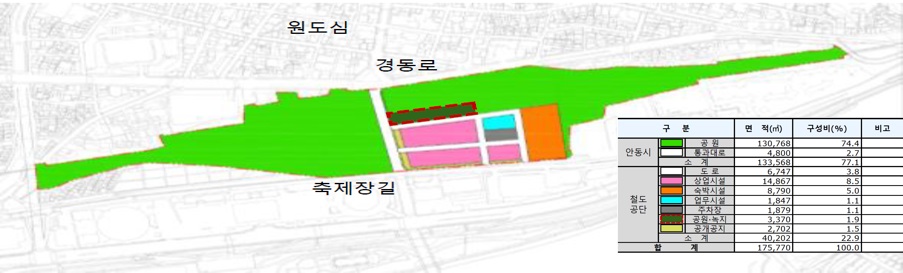 원도심
경동로
축제장길
구 분 면 적(㎡) 구성비(%) 비고
안동시 공 원 130,768 74.4
통과대로 4,800 2.7
소 계 133,568 77.1
철도공단 도 로 6,747 3.8
상업시설 14,867 8.5
숙박시설 8,790 5.0
업무시설 1,847 1.1
주차장 1,879 1.1
공원·녹지 3,370 1.9
공개공지 2,702 1.5
소 계 40,202 22.9
합 계 175,770 100.0